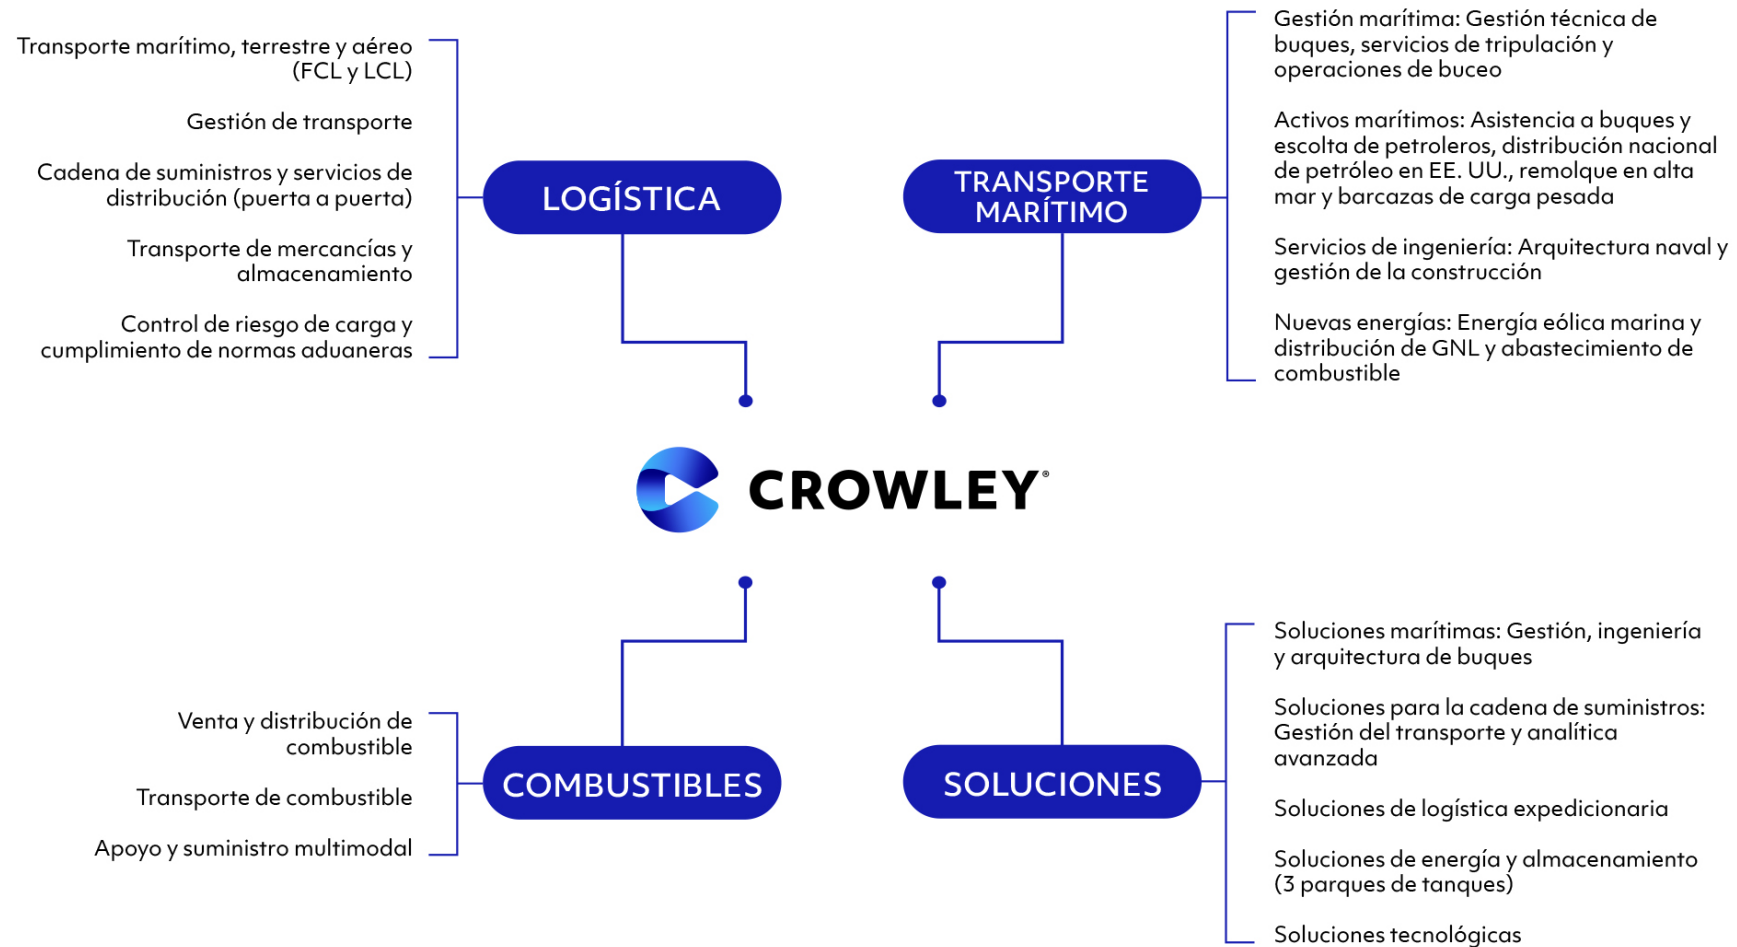 Transporte marítimo, terrestre y aéreo
(FCL y LCL)
Gestión de transporte
Cadena de suministros y servicios de
distribución (puerta a puerta)
Transporte de mercancías y
almacenamiento
Control de riesgo de carga y
cumplimiento de normas aduaneras
LOGÍSTICA
TRANSPORTE
MARÍTIMO
Gestión marítima: Gestión técnica de
buques, servicios de tripulación y
operaciones de buceo
Activos marítimos: Asistencia a buques y
escolta de petroleros, distribución nacional
de petróleo en EE. UU., remolque en alta
mar y barcazas de carga pesada
Servicios de ingeniería: Arquitectura naval y
gestión de la construcción
Nuevas energías: Energía eólica marina y
distribución de GNL y abastecimiento de
combustible
CROWLEY®
Venta y distribución de
combustible
Transporte de combustible
Apoyo y suministro multimodal
COMBUSTIBLES
SOLUCIONES
Soluciones marítimas: Gestión, ingeniería
y arquitectura de buques
Soluciones para la cadena de suministros:
Gestión del transporte y analítica
avanzada
Soluciones de logística expedicionaria
Soluciones de energía y almacenamiento
(3 parques de tanques)
Soluciones tecnológicas